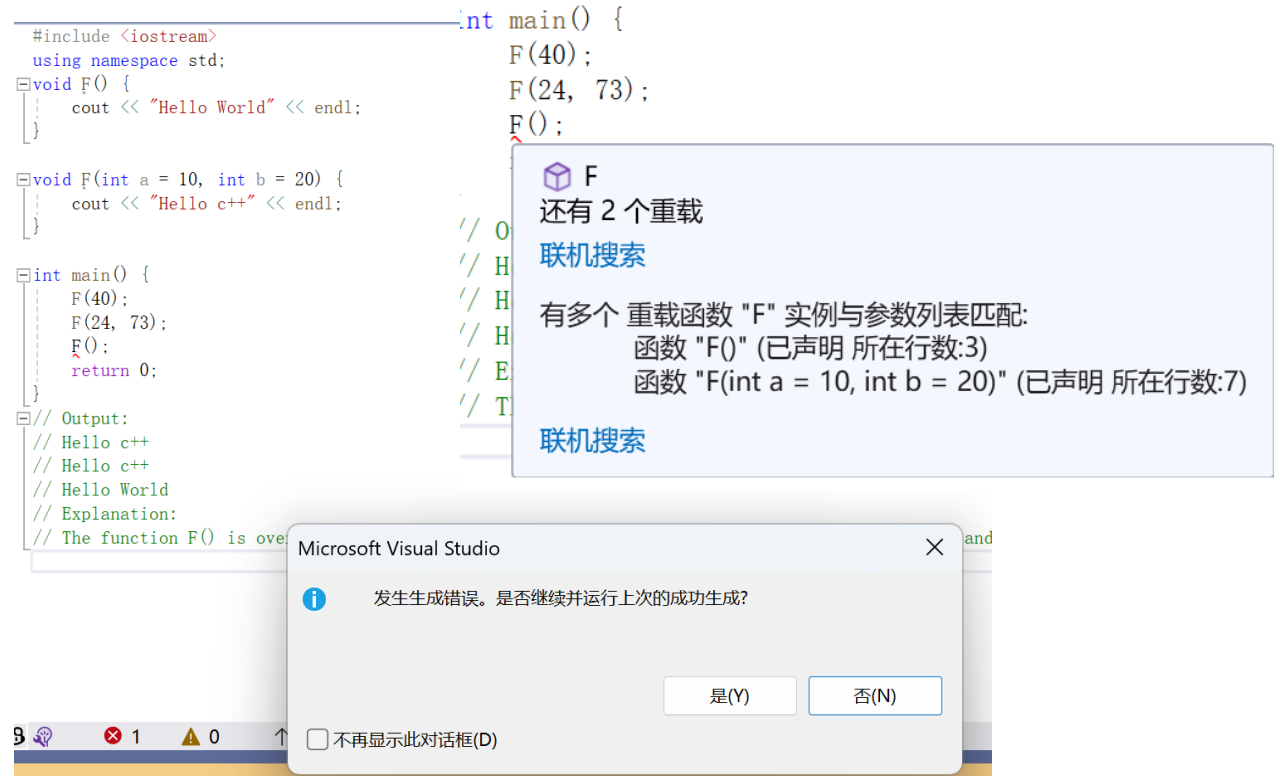 #include <iostream>
using namespace std;
void F() {
cout << "Hello World" << endl;
}
void F(int a = 10, int b = 20) {
cout << "Hello c++" << endl;
}
int main() {
F(40);
F(24, 73);
F();
return 0;
}
// Output:
// Hello c++
// Hello c++
// Hello World
// Explanation:
// The function F() is
and
int main() {
F(40);
F(24, 73);
F();
F
还有 2 个重载
联机搜索
有多个 重载函数 "F" 实例与参数列表匹配:
函数 "F()" (已声明 所在行数:3)
函数 "F(int a = 10, int b = 20)" (已声明 所在行数:7)
联机搜索
//
//
//
//
//
//
Microsoft Visual Studio
发生生成错误。是否继续并运行上次的成功生成?
是(Y)
否(N)
不再显示此对话框(D)
1
0